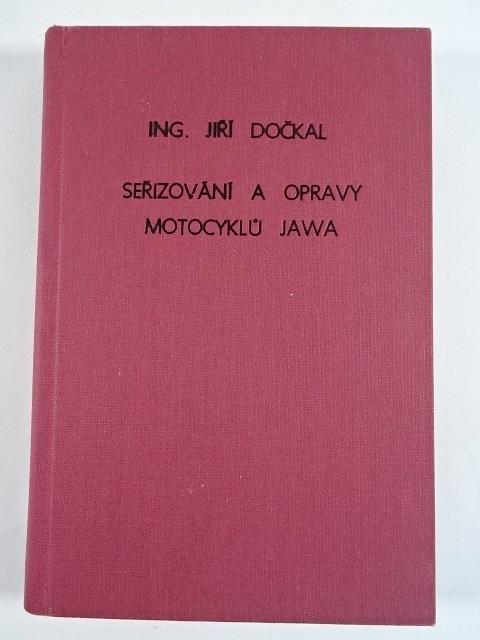 ING. JIŘÍ DOČKAL
SEŘIZOVÁNÍ A OPRAVY
MOTOCYKLŮ JAWA